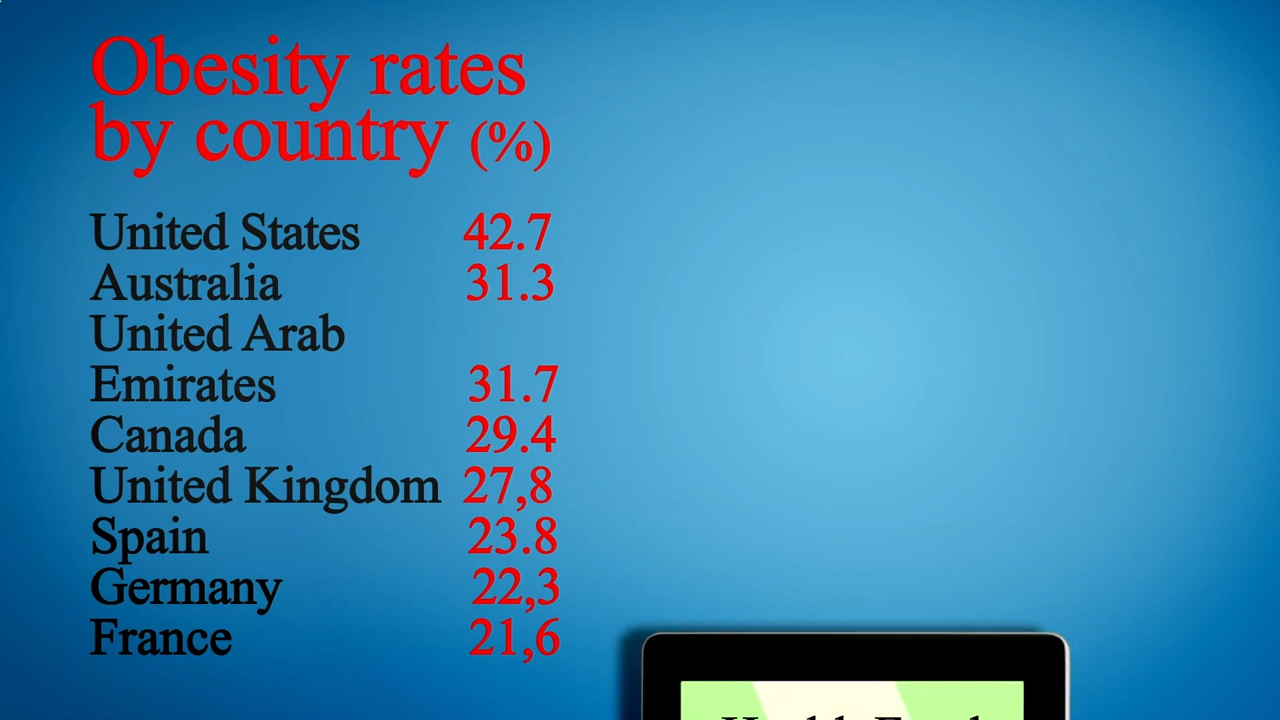 Obesity rates
by country (%)
United States 42.7
Australia 31.3
United Arab
Emirates 31.7
Canada 29.4
United Kingdom 27,8
Spain 23.8
Germany 22,3
France 21,6